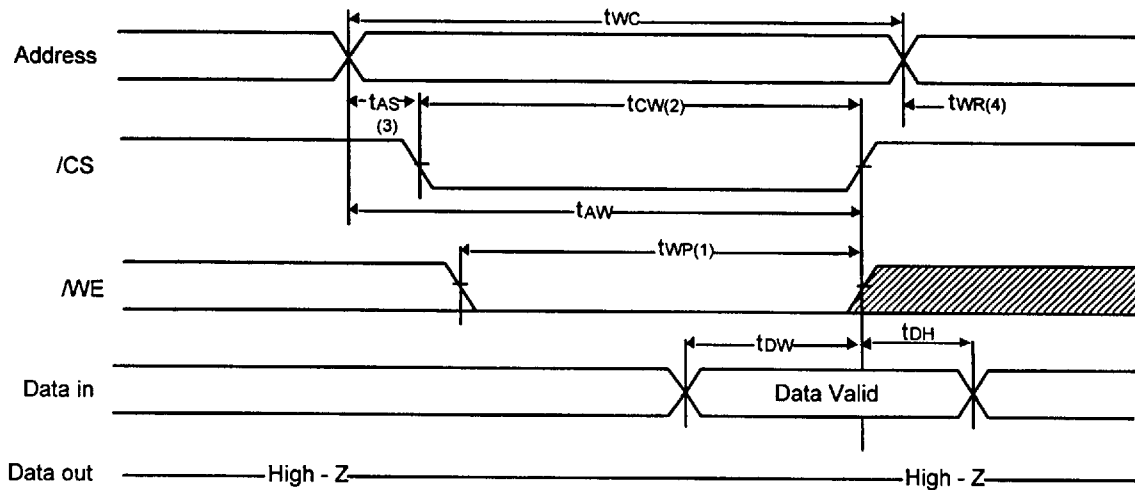 tWC
Address
tAS
(3)
tCW(2)
tWR(4)
/CS
tAW
tWP(1)
/WE
tDW
tDH
Data in
Data Valid
Data out
High - Z
High - Z